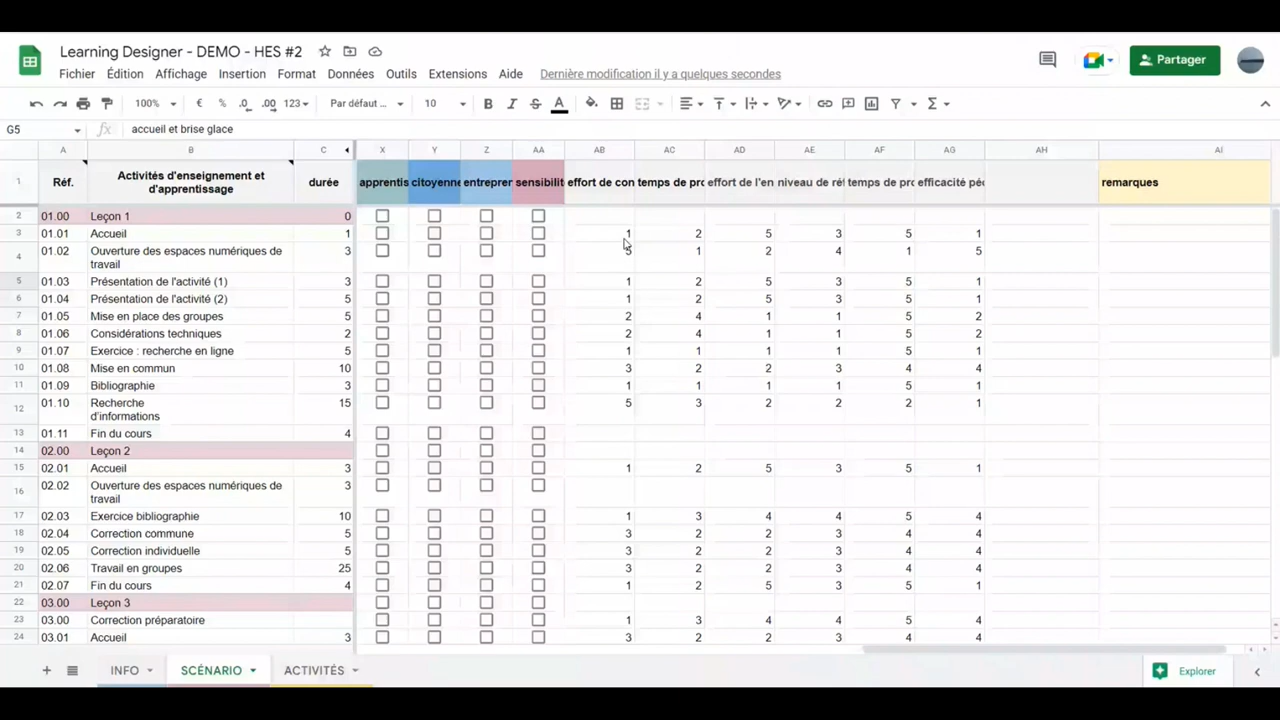 Learning Designer - DEMO - HES #2
Fichier Édition Affichage Insertion Format Données Outils Extensions Aide Dernière modification il y a quelques secondes
Partager
100% € % .0 .00 123 Par défaut ... 10 B I S A
G5 fx accueil et brise glace
A B C X Y Z AA AB AC AD AE AF AG AH AI
1 Réf. Activités d'enseignement et d'apprentissage durée apprentis citoyenne entreprer sensibilit effort de con temps de pro effort de l'en niveau de ré temps de pro efficacité péc remarques
2 01.00 Leçon 1 0
3 01.01 Accueil 1 1 2 5 3 5 1
4 01.02 Ouverture des espaces numériques de travail 3 5 1 2 4 1 5
5 01.03 Présentation de l'activité (1) 3 1 2 5 3 5 1
6 01.04 Présentation de l'activité (2) 5 1 2 5 3 5 1
7 01.05 Mise en place des groupes 5 2 4 1 1 5 2
8 01.06 Considérations techniques 2 2 4 1 1 5 2
9 01.07 Exercice : recherche en ligne 5 1 1 1 1 5 1
10 01.08 Mise en commun 10 3 2 2 3 4 4
11 01.09 Bibliographie 3 1 1 1 1 5 1
12 01.10 Recherche d'informations 15 5 3 2 2 2 1
13 01.11 Fin du cours 4
14 02.00 Leçon 2
15 02.01 Accueil 3 1 2 5 3 5 1
16 02.02 Ouverture des espaces numériques de travail 3
17 02.03 Exercice bibliographie 10 1 3 4 4 5 4
18 02.04 Correction commune 5 3 2 2 3 4 4
19 02.05 Correction individuelle 5 3 2 2 3 4 4
20 02.06 Travail en groupes 25 3 2 2 3 4 4
21 02.07 Fin du cours 4 1 2 5 3 5 1
22 03.00 Leçon 3
23 03.00 Correction préparatoire 1 3 4 4 5 4
24 03.01 Accueil 3 3 2 2 3 4 4
INFO SCÉNARIO ACTIVITÉS Explorer